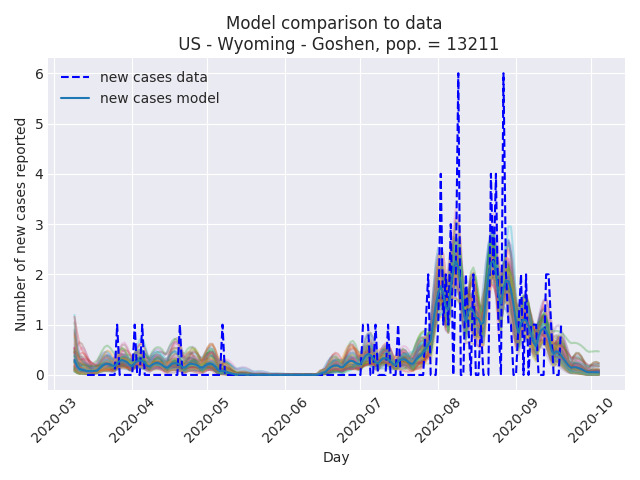 Model comparison to data
US - Wyoming - Goshen, pop. = 13211
new cases data
new cases model
Number of new cases reported
6
5
4
3
2
1
0
2020-03
2020-04
2020-05
2020-06
2020-07
2020-08
2020-09
2020-10
Day